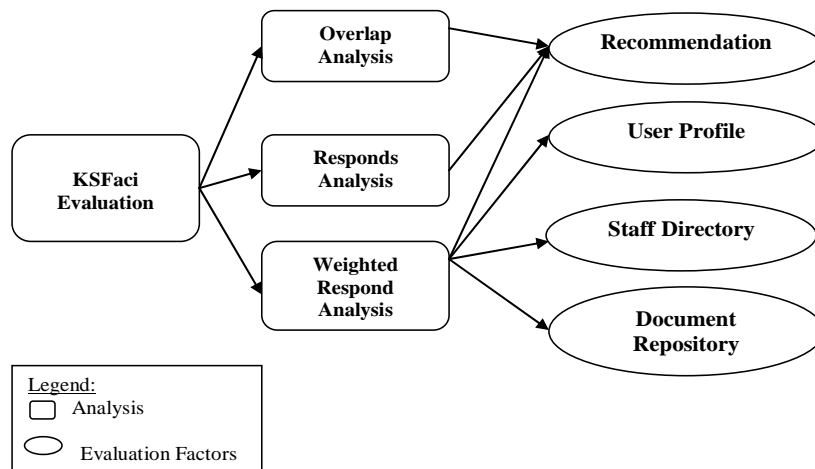 KSFaci
Evaluation
Overlap
Analysis
Responds
Analysis
Weighted
Respond
Analysis
Recommendation
User Profile
Staff Directory
Document
Repository
Legend:
Analysis
Evaluation Factors